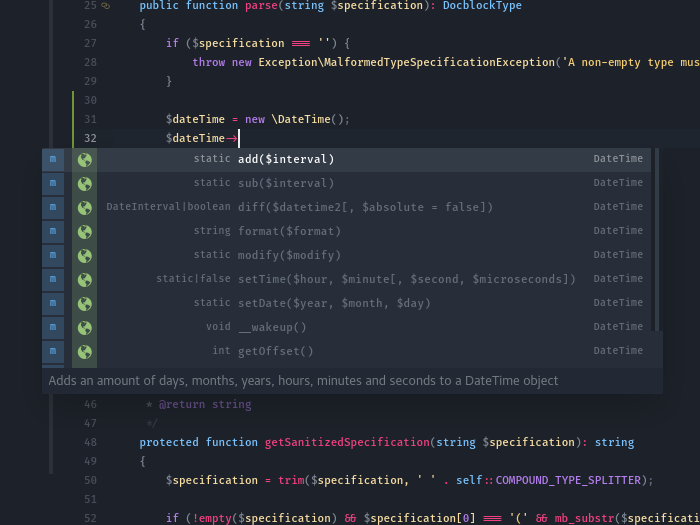 25 public function parse(string $specification): DocblockType
26 {
27 if ($specification === '') {
28 throw new Exception\MalformedTypeSpecificationException('A non-empty type mus
29 }
30
31 $dateTime = new \DateTime();
32 $dateTime->
m static add($interval) DateTime
m static sub($interval) DateTime
m DateInterval|boolean diff($datetime2[, $absolute = false]) DateTime
m string format($format) DateTime
m static modify($modify) DateTime
m static|false setTime($hour, $minute[, $second, $microseconds]) DateTime
m static setDate($year, $month, $day) DateTime
m void __wakeup() DateTime
m int getOffset() DateTime
Adds an amount of days, months, years, hours, minutes and seconds to a DateTime object
46 * @return string
47 */
48 protected function getSanitizedSpecification(string $specification): string
49 {
50 $specification = trim($specification, ' ' . self::COMPOUND_TYPE_SPLITTER);
51
52 if (!empty($specification) && $specification[0] === '(' && mb_substr($specificati